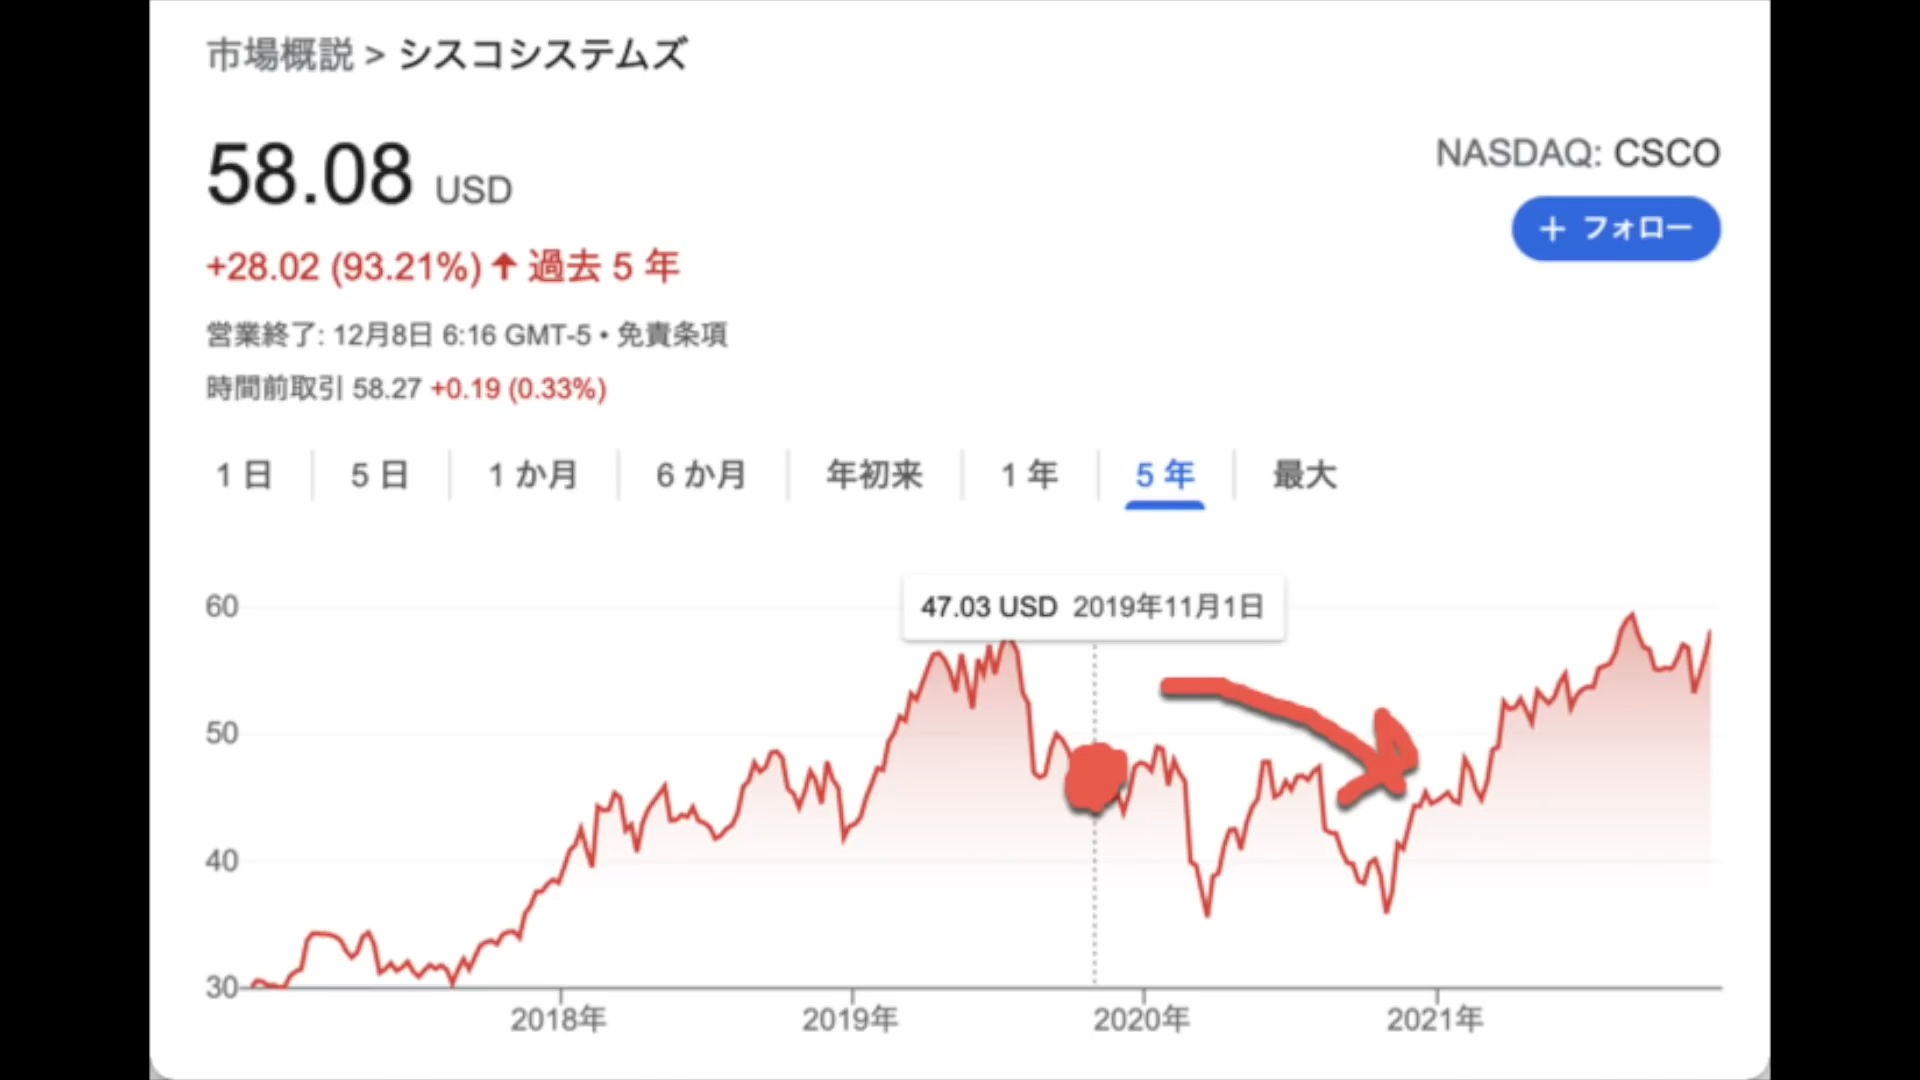 市場概説 > シスコシステムズ
58.08 USD
NASDAQ: CSCO
+ フォロー
+28.02 (93.21%) ↑ 過去 5 年
営業終了: 12月8日 6:16 GMT-5 • 免責条項
時間前取引 58.27 +0.19 (0.33%)
1 日 5 日 1 か月 6 か月 年初来 1 年 5 年 最大
47.03 USD 2019年11月1日
60
50
40
30
2018年 2019年 2020年 2021年